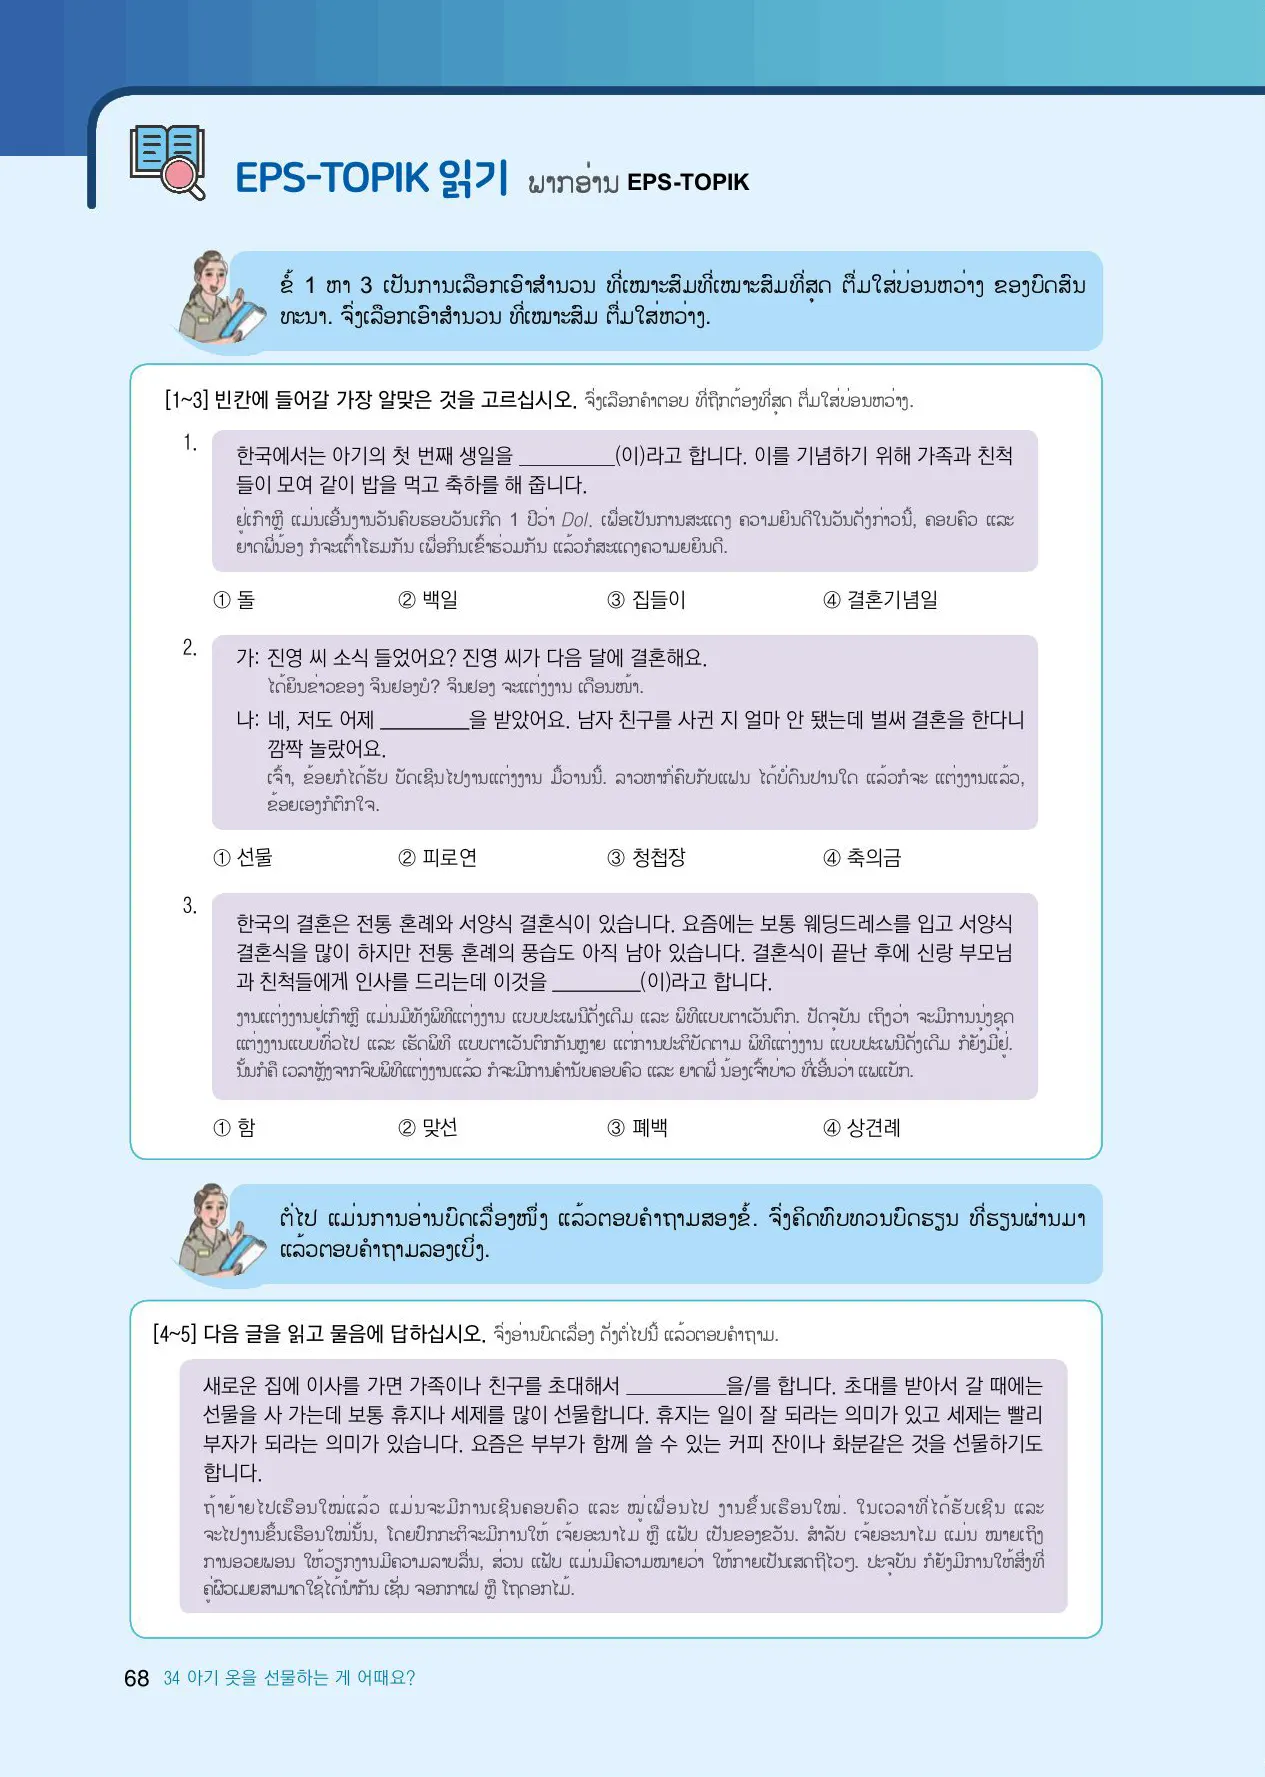 EPS-TOPIK 읽기 ພາກອ່ານ EPS-TOPIK
ຂໍ້ 1 ຫາ 3 ເປັນການເລືອກເອົາສຳນວນ ທີ່ເໝາະສົມທີ່ເໝາະສົມທີ່ສຸດ ຕື່ມໃສ່ບ່ອນຫວ່າງ ຂອງບົດສົນ
ທະນາ. ຈົ່ງເລືອກເອົາສຳນວນ ທີ່ເໝາະສົມ ຕື່ມໃສ່ຫວ່າງ.
[1~3] 빈칸에 들어갈 가장 알맞은 것을 고르십시오. ຈົ່ງເລືອກຄຳຕອບ ທີ່ຖືກຕ້ອງທີ່ສຸດ ຕື່ມໃສ່ບ່ອນຫວ່າງ.
1.
한국에서는 아기의 첫 번째 생일을 _________(이)라고 합니다. 이를 기념하기 위해 가족과 친척
들이 모여 같이 밥을 먹고 축하를 해 줍니다.
ຢູ່ເກົາຫຼີ ແມ່ນເອີ້ນງານວັນຄົບຮອບວັນເກີດ 1 ປີວ່າ Dol. ເພື່ອເປັນການສະແດງ ຄວາມຍິນດີໃນວັນດັ່ງກ່າວນີ້, ຄອບຄົວ ແລະ
ຍາດພີ່ນ້ອງ ກໍຈະເຕົ້າໂຮມກັນ ເພື່ອກິນເຂົ້າຮ່ວມກັນ ແລ້ວກໍສະແດງຄວາມຍຍິນດີ.
① 돌 ② 백일 ③ 집들이 ④ 결혼기념일
2.
가: 진영 씨 소식 들었어요? 진영 씨가 다음 달에 결혼해요.
ໄດ້ຍິນຂ່າວຂອງ ຈິນຢອງບໍ? ຈິນຢອງ ຈະແຕ່ງງານ ເດືອນໜ້າ.
나: 네, 저도 어제 _________을 받았어요. 남자 친구를 사귄 지 얼마 안 됐는데 벌써 결혼을 한다니
깜짝 놀랐어요.
ເຈົ້າ, ຂ້ອຍກໍໄດ້ຮັບ ບັດເຊີນໄປງານແຕ່ງງານ ມື້ວານນີ້. ລາວຫາກໍ່ຄົບກັບແຟນ ໄດ້ບໍ່ດົນປານໃດ ແລ້ວກໍຈະ ແຕ່ງງານແລ້ວ,
ຂ້ອຍເອງກໍຕົກໃຈ.
① 선물 ② 피로연 ③ 청첩장 ④ 축의금
3.
한국의 결혼은 전통 혼례와 서양식 결혼식이 있습니다. 요즘에는 보통 웨딩드레스를 입고 서양식
결혼식을 많이 하지만 전통 혼례의 풍습도 아직 남아 있습니다. 결혼식이 끝난 후에 신랑 부모님
과 친척들에게 인사를 드리는데 이것을 _________(이)라고 합니다.
ງານແຕ່ງງານຢູ່ເກົາຫຼີ ແມ່ນມີທັງພິທີແຕ່ງງານ ແບບປະເພນີດັ່ງເດີມ ແລະ ພິທີແບບຕາເວັນຕົກ. ປັດຈຸບັນ ເຖິງວ່າ ຈະມີການນຸ່ງຊຸດ
ແຕ່ງງານແບບທົ່ວໄປ ແລະ ເຮັດພິທີ ແບບຕາເວັນຕົກກັນຫຼາຍ ແຕ່ການປະຕິບັດຕາມ ພິທີແຕ່ງງານ ແບບປະເພນີດັ່ງເດີມ ກໍຍັງມີຢູ່.
ນັ້ນກໍຄື ເວລາຫຼັງຈາກຈົບພິທີແຕ່ງງານແລ້ວ ກໍຈະມີການຄຳນັບຄອບຄົວ ແລະ ຍາດພີ່ ນ້ອງເຈົ້າບ່າວ ທີ່ເອີ້ນວ່າ ແພແບັກ.
① 함 ② 맞선 ③ 폐백 ④ 상견례
ຕໍ່ໄປ ແມ່ນການອ່ານບົດເລື່ອງໜຶ່ງ ແລ້ວຕອບຄຳຖາມສອງຂໍ້. ຈົ່ງຄິດທົບທວນບົດຮຽນ ທີ່ຮຽນຜ່ານມາ
ແລ້ວຕອບຄຳຖາມລອງເບິ່ງ.
[4~5] 다음 글을 읽고 물음에 답하십시오. ຈົ່ງອ່ານບົດເລື່ອງ ດັ່ງຕໍ່ໄປນີ້ ແລ້ວຕອບຄຳຖາມ.
새로운 집에 이사를 가면 가족이나 친구를 초대해서 __________을/를 합니다. 초대를 받아서 갈 때에는
선물을 사 가는데 보통 휴지나 세제를 많이 선물합니다. 휴지는 일이 잘 되라는 의미가 있고 세제는 빨리
부자가 되라는 의미가 있습니다. 요즘은 부부가 함께 쓸 수 있는 커피 잔이나 화분같은 것을 선물하기도
합니다.
ຖ້າຍ້າຍໄປເຮືອນໃໝ່ແລ້ວ ແມ່ນຈະມີການເຊີນຄອບຄົວ ແລະ ໝູ່ເພື່ອນໄປ ງານຂຶ້ນເຮືອນໃໝ່. ໃນເວລາທີ່ໄດ້ຮັບເຊີນ ແລະ
ຈະໄປງານຂຶ້ນເຮືອນໃໝ່ນັ້ນ, ໂດຍປົກກະຕິຈະມີການໃຫ້ ເຈ້ຍອະນາໄມ ຫຼື ແຟັບ ເປັນຂອງຂວັນ. ສຳລັບ ເຈ້ຍອະນາໄມ ແມ່ນ ໝາຍເຖິງ
ການອວຍພອນ ໃຫ້ວຽກງານມີຄວາມລາບລື່ນ, ສ່ວນ ແຟັບ ແມ່ນມີຄວາມໝາຍວ່າ ໃຫ້ກາຍເປັນເສດຖີໄວໆ. ປະຈຸບັນ ກໍຍັງມີການໃຫ້ສິ່ງທີ່
ຄູ່ຜົວເມຍສາມາດໃຊ້ໄດ້ນຳກັນ ເຊັ່ນ ຈອກກາເຟ ຫຼື ໂຖດອກໄມ້.
68 34 아기 옷을 선물하는 게 어때요?